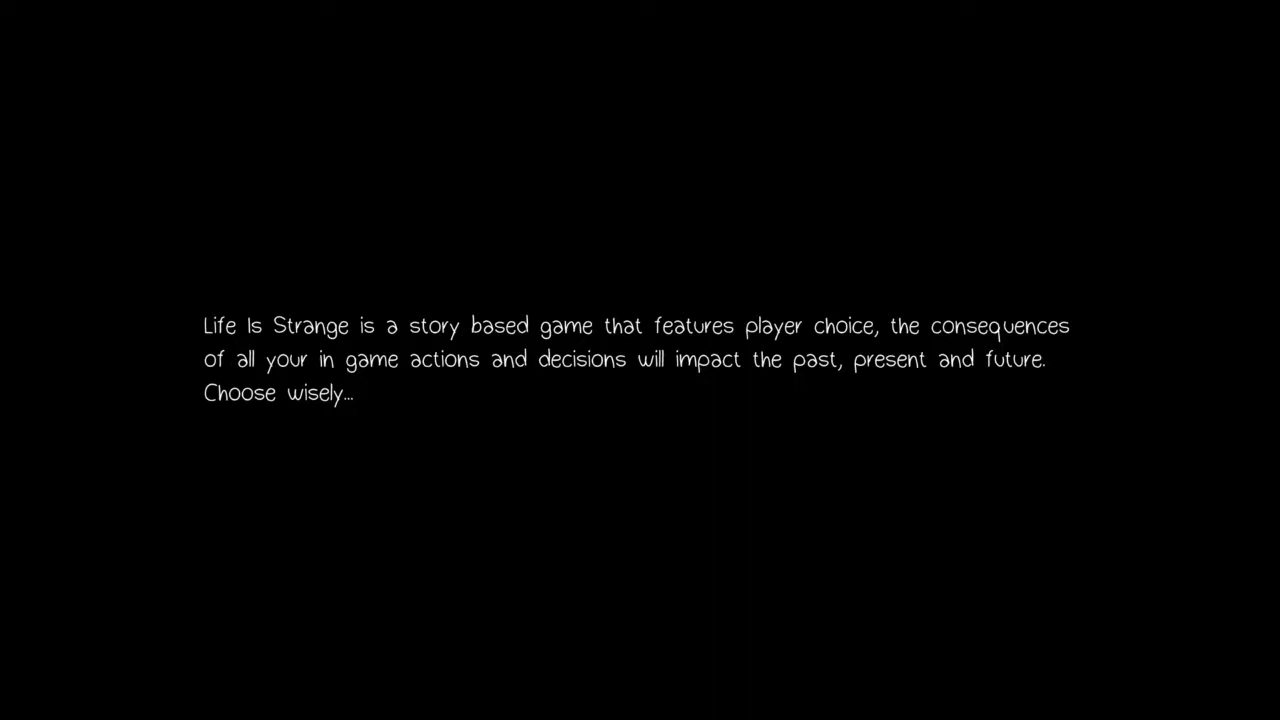 Life Is Strange is a story based game that features player choice, the consequences
of all your in game actions and decisions will impact the past, present and future.
Choose wisely...